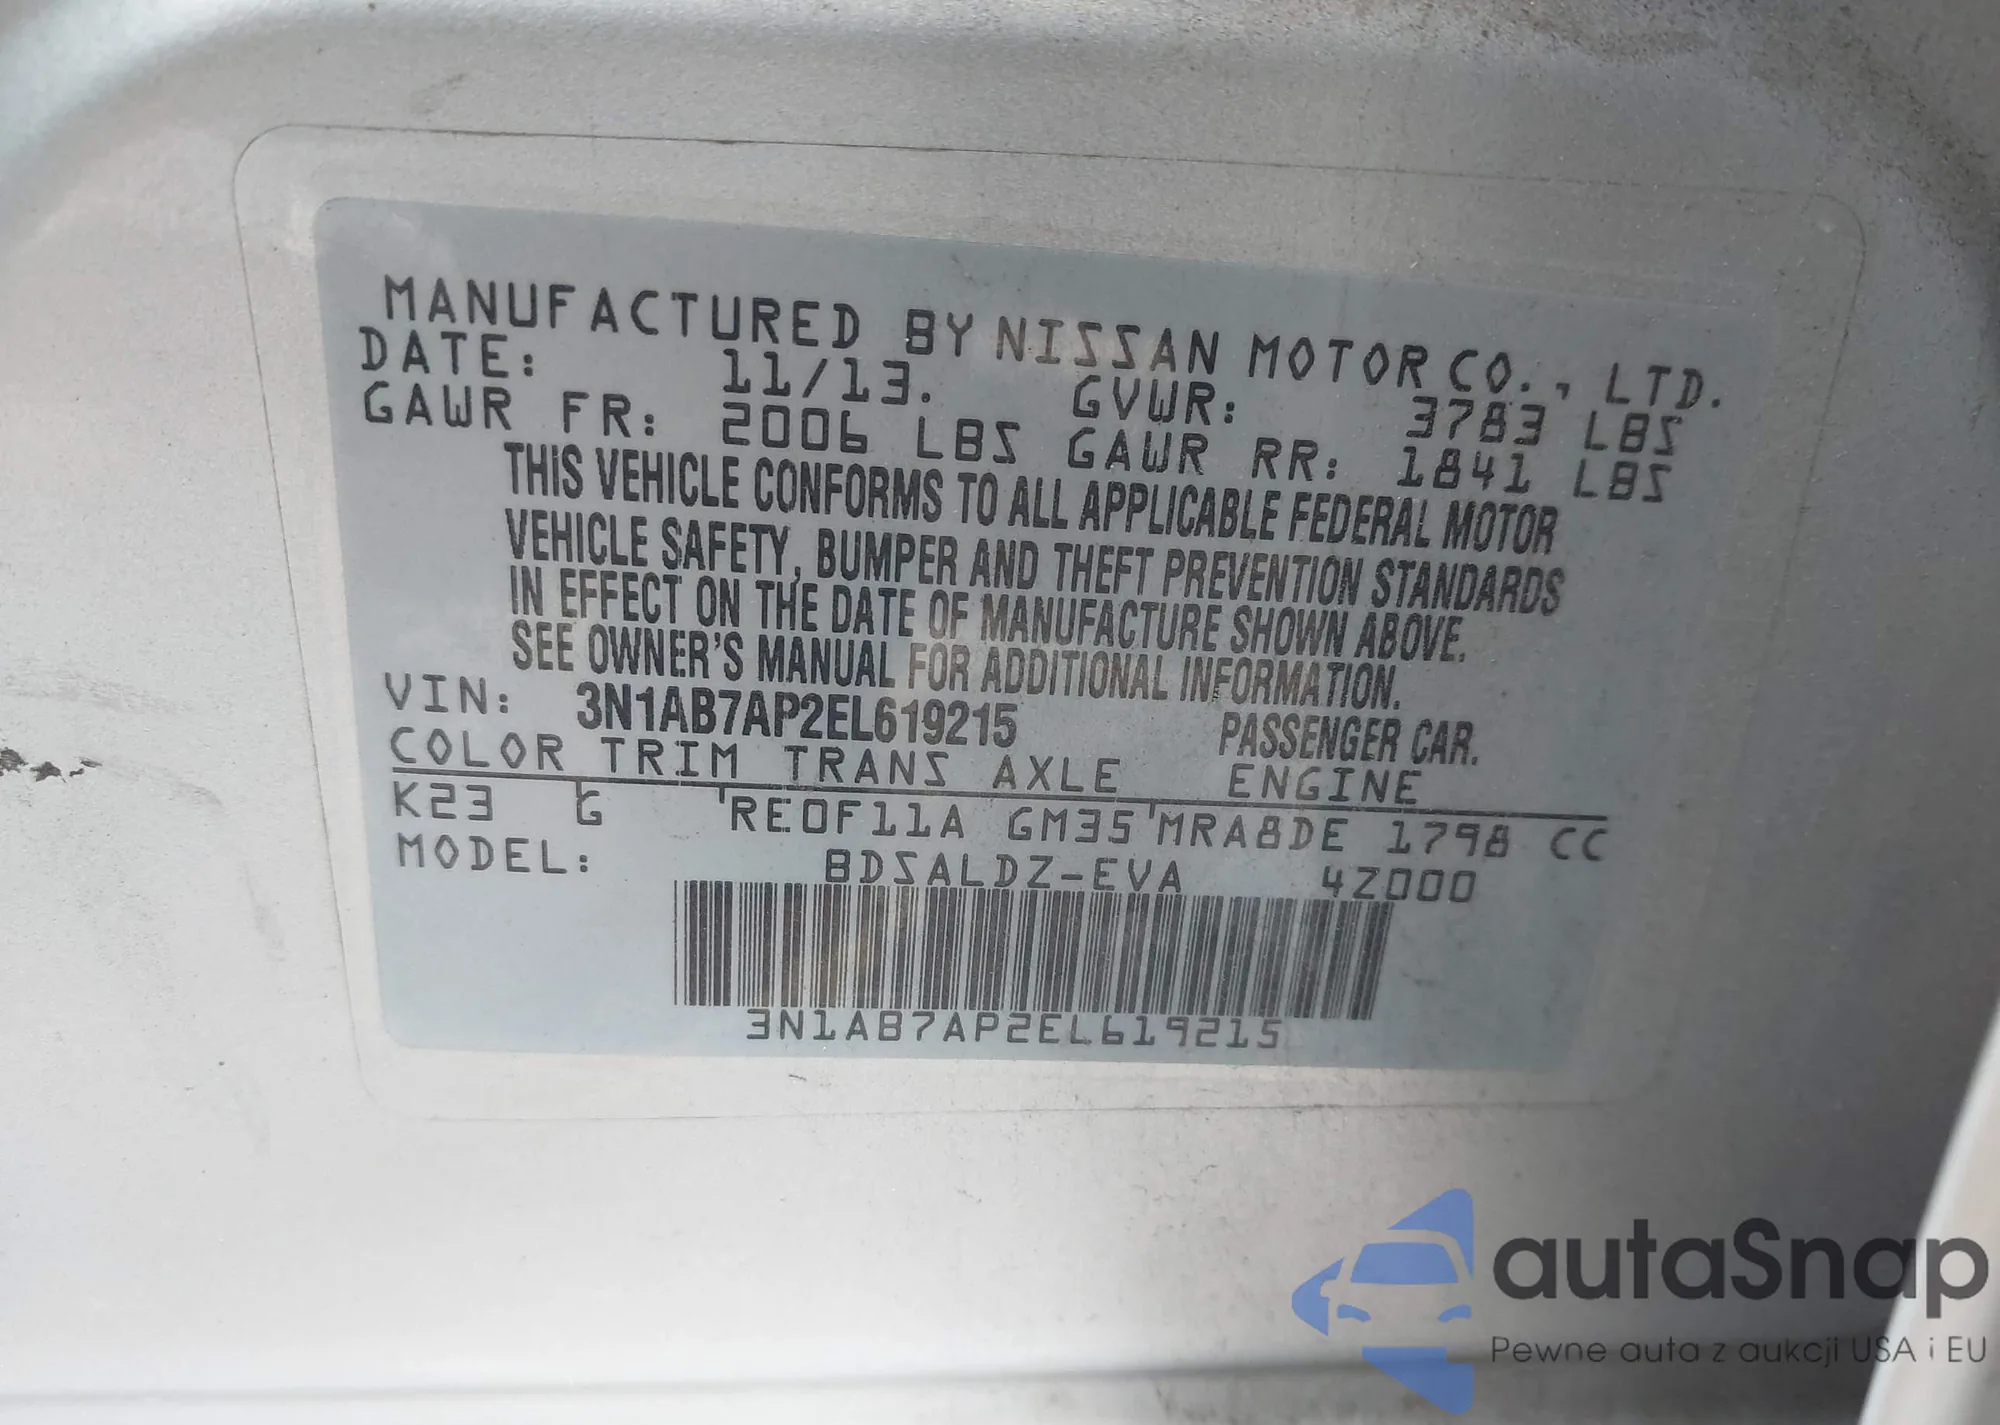 MANUFACTURED BY NISSAN MOTOR CO., LTD.
DATE: 11/13. GVWR: 3783 LBS
GAWR FR: 2006 LBS GAWR RR: 1841 LBS
THIS VEHICLE CONFORMS TO ALL APPLICABLE FEDERAL MOTOR
VEHICLE SAFETY, BUMPER AND THEFT PREVENTION STANDARDS
IN EFFECT ON THE DATE OF MANUFACTURE SHOWN ABOVE.
SEE OWNER'S MANUAL FOR ADDITIONAL INFORMATION.
VIN: 3N1AB7AP2EL619215 PASSENGER CAR.
COLOR TRIM TRANS AXLE ENGINE
K23 G RE0F11A GM35 MRA8DE 1798 CC
MODEL: BDSALDZ-EVA 4Z000
3N1AB7AP2EL619215
autaSnap
Pewne auta z aukcji USA i EU